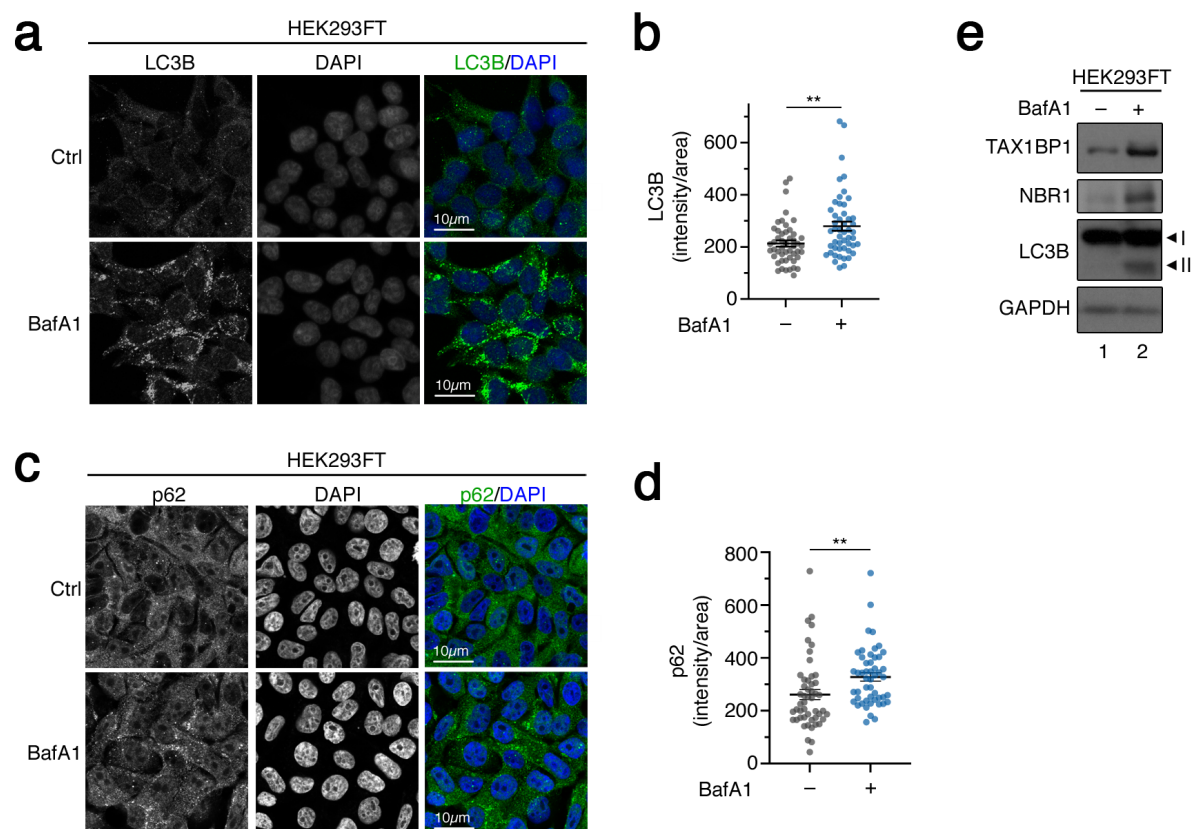 a
HEK293FT
LC3B DAPI LC3B/DAPI
Ctrl
10μm
BafA1
10μm
b
**
LC3B
(intensity/area)
600
400
200
0
BafA1 – +
e
HEK293FT
BafA1 – +
TAX1BP1
NBR1
LC3B
◄I
◄II
GAPDH
1 2
c
HEK293FT
p62 DAPI p62/DAPI
Ctrl
10μm
BafA1
10μm
d
**
p62
(intensity/area)
800
600
400
200
0
BafA1 – +